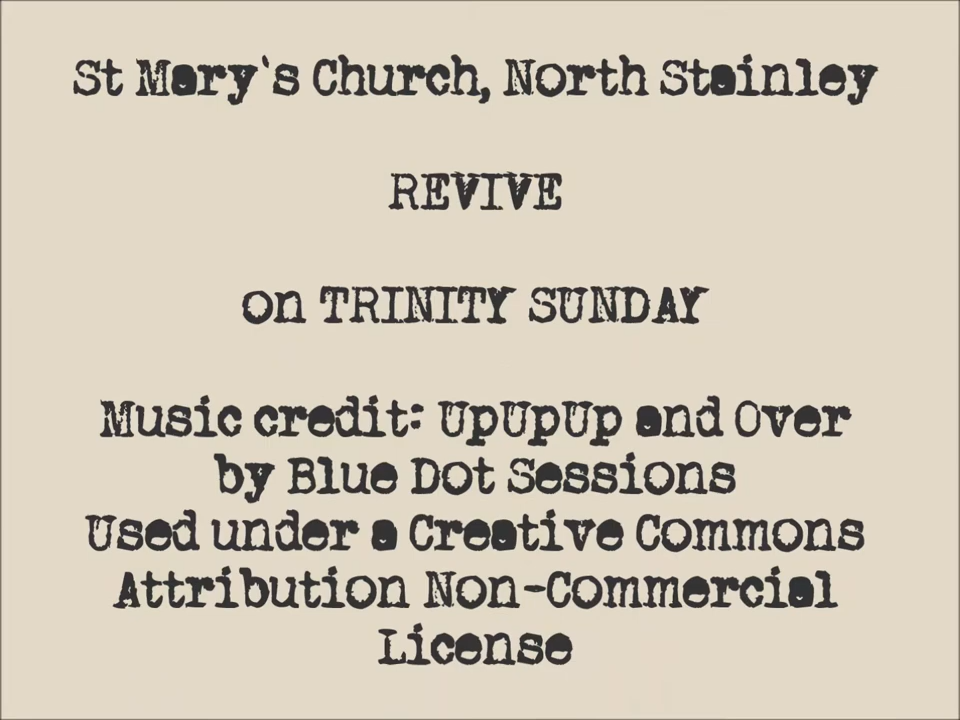 St Mary's Church, North Stainley
REVIVE
on TRINITY SUNDAY
Music credit: UpUpUp and Over
by Blue Dot Sessions
Used under a Creative Commons
Attribution Non-Commercial
License